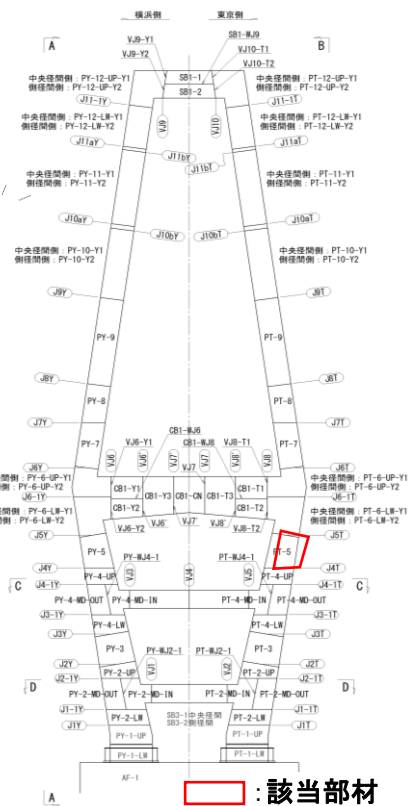 横浜側 東京側
VJ9-Y1 SB1-WJ9
VJ9-Y2 VJ10-T1
VJ10-T2
A B
SB1-1
SB1-2
中央径間側：PY-12-UP-Y1 中央径間側：PT-12-UP-Y1
側径間側：PY-12-UP-Y2 側径間側：PT-12-UP-Y2
J11-1Y J11-1T
中央径間側：PY-12-LW-Y1 中央径間側：PT-12-LW-Y1
側径間側：PY-12-LW-Y2 側径間側：PT-12-LW-Y2
VJ9 VJ10
J11aY J11aT
J11bY J11bT
中央径間側：PY-11-Y1 中央径間側：PT-11-Y1
側径間側：PY-11-Y2 側径間側：PT-11-Y2
J10aY J10aT
J10bY J10bT
中央径間側：PY-10-Y1 中央径間側：PT-10-Y1
側径間側：PY-10-Y2 側径間側：PT-10-Y2
J9Y J9T
PY-9 PT-9
J8Y J8T
PY-8 PT-8
J7Y J7T
CB1-WJ6
PY-7 VJ6-Y1 CB1-WJ8 VJ8-T1 PT-7
VJ6 VJ6' VJ7 VJ7' VJ8' VJ8
J6Y J6T
径間側：PY-6-UP-Y1 中央径間側：PT-6-UP-Y1
側：PY-6-UP-Y2 側径間側：PT-6-UP-Y2
CB1-Y1 CB1-Y3 CB1-CN CB1-T3 CB1-T1
J6-1Y J6-1T
CB1-Y2 CB1-T2
径間側：PY-6-LW-Y1 中央径間側：PT-6-LW-Y1
側：PY-6-LW-Y2 側径間側：PT-6-LW-Y2
VJ6-Y2 VJ6' VJ7' VJ8' VJ8-T2
J5Y J5T
PY-5 PY-WJ4-1 PT-WJ4-1 PT-5
J4Y J4T
PY-4-UP VJ3 VJ4 VJ5 PT-4-UP
C J4-1Y J4-1T C
PY-4-MD-OUT PY-4-MD-IN PT-4-MD-IN PT-4-MD-OUT
J3-1Y J3-1T
PY-4-LW PT-4-LW
J3Y J3T
PY-3 PY-WJ2-1 PT-WJ2-1 PT-3
J2Y J2T
PY-2-UP VJ1 VJ2 PT-2-UP
J2-1Y J2-1T
D D
PY-2-MD-OUT PY-2-MD-IN PT-2-MD-IN PT-2-MD-OUT
J1-1Y J1-1T
PY-2-LW SB3-1中央径間 PT-2-LW
SB3-2側径間
J1Y J1T
PY-1-UP PT-1-UP
PY-1-LW PT-1-LW
AF-1
A
：該当部材